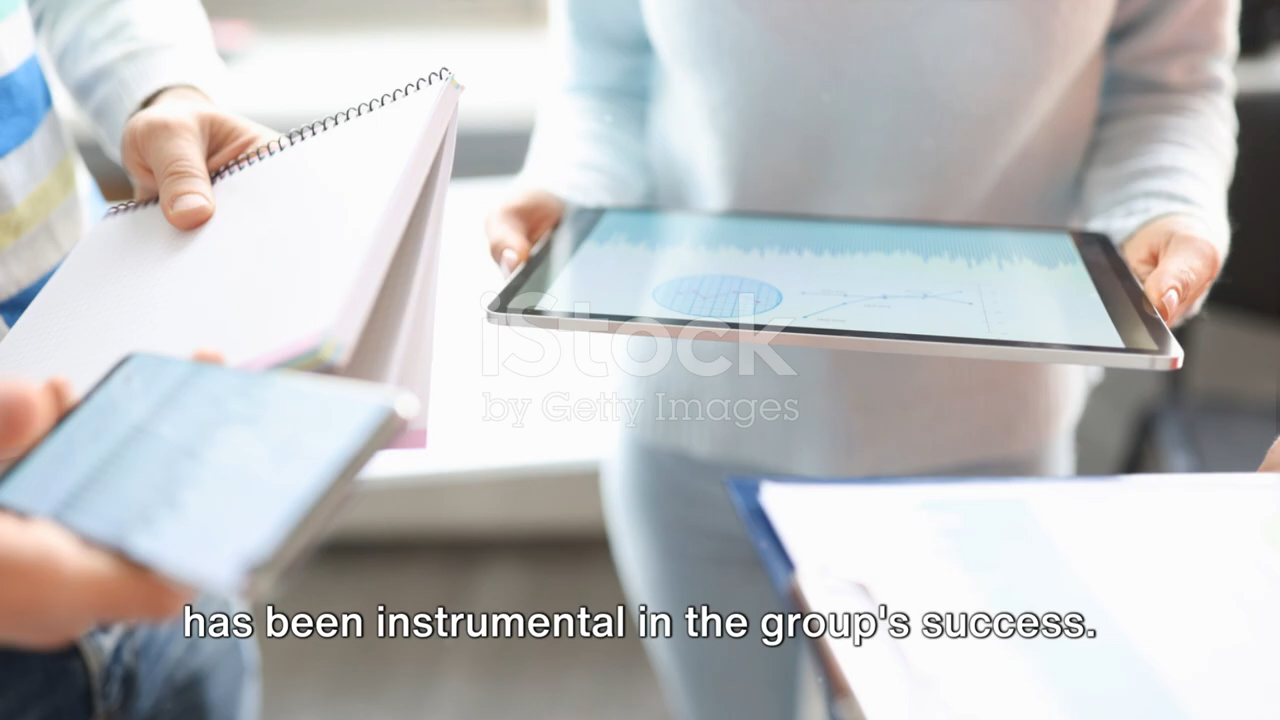 iStock
by Getty Images
has been instrumental in the group's success.